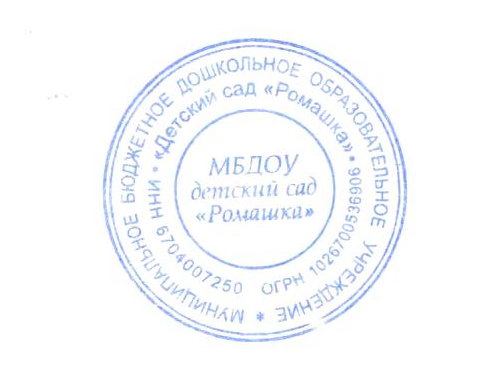 МУНИЦИПАЛЬНОЕ БЮДЖЕТНОЕ ДОШКОЛЬНОЕ ОБРАЗОВАТЕЛЬНОЕ УЧРЕЖДЕНИЕ *
• «Детский сад «Ромашка» •
ИНН 6704007250 ОГРН 1026700536906
МБДОУ
детский сад
«Ромашка»